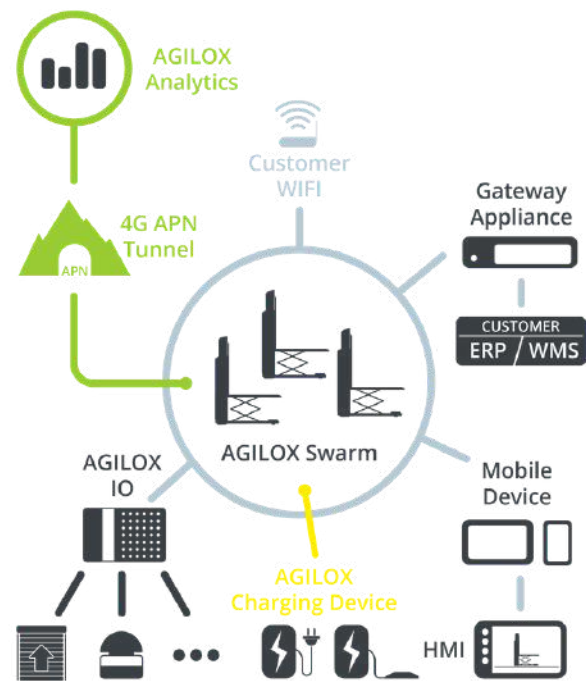 AGILOX
Analytics
Customer
WIFI
Gateway
Appliance
4G APN
Tunnel
APN
CUSTOMER
ERP / WMS
AGILOX Swarm
AGILOX
IO
Mobile
Device
AGILOX
Charging Device
HMI